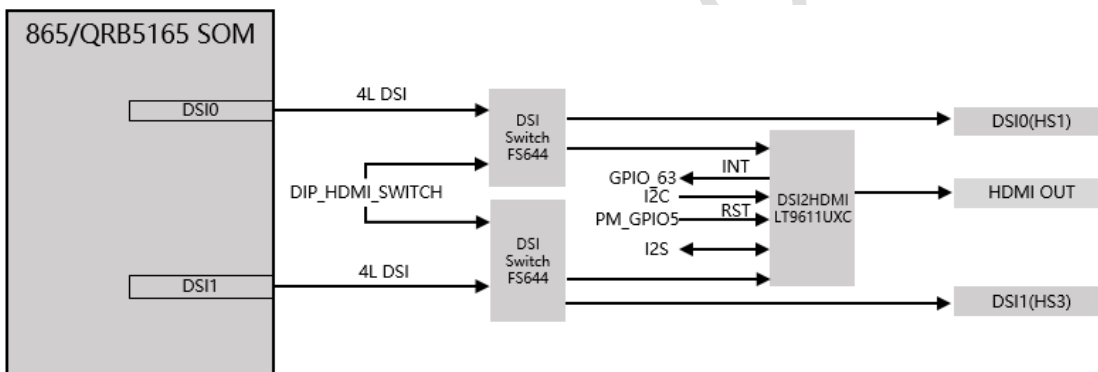 865/QRB5165 SOM
DSI0
4L DSI
DSI
Switch
FS644
DSI0(HS1)
DIP_HDMI_SWITCH
GPIO_63
INT
I2C
PM_GPIO5
RST
I2S
DSI2HDMI
LT9611UXC
HDMI OUT
DSI1
4L DSI
DSI
Switch
FS644
DSI1(HS3)